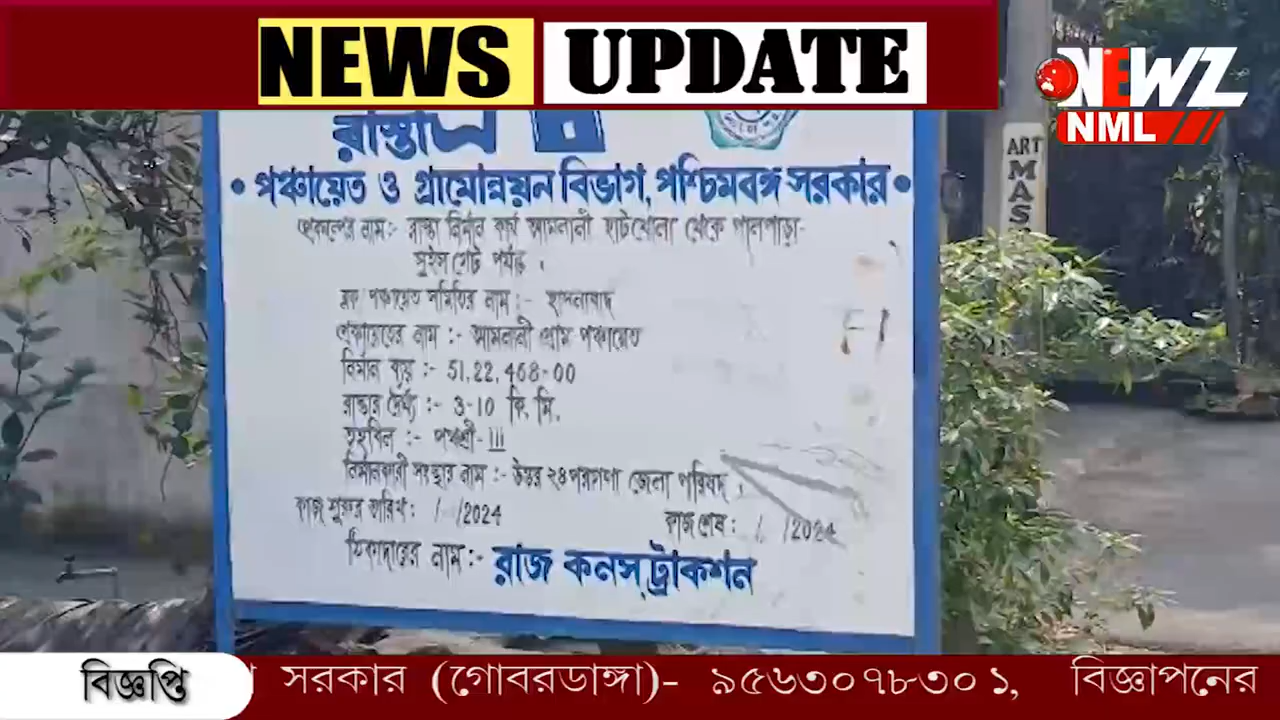 NEWS UPDATE
NEWZ
NML
ART
MAS
রাস্তা
• পঞ্চায়েত ও গ্রামোন্নয়ন বিভাগ, পশ্চিমবঙ্গ সরকার •
প্রকল্পের নাম:- রাস্তা নির্মান কার্য আমলানী হাটখোলা থেকে পালপাড়া-
সুইস গেট পর্যন্ত ।
ব্লক পঞ্চায়েত সমিতির নাম:- হাসনাবাদ
পঞ্চায়েতের নাম:- আমলানী গ্রাম পঞ্চায়েত
নির্মান ব্যয়:- 51,22,468-00
রাস্তার দৈর্ঘ্য:- 3-10 কি. মি.
তহবিল:- পথশ্রী-III
নির্মানকারী সংস্থার নাম:- উত্তর ২৪পরগণা জেলা পরিষদ ।
কাজ শুরুর তারিখ: / /2024 কাজ শেষ: / /2024
ঠিকাদারের নাম:- রাজ কনস্ট্রাকশন
বিজ্ঞপ্তি সরকার (গোবরডাঙ্গা)- ৯৫৬৩০৭৮৩০১, বিজ্ঞাপনের